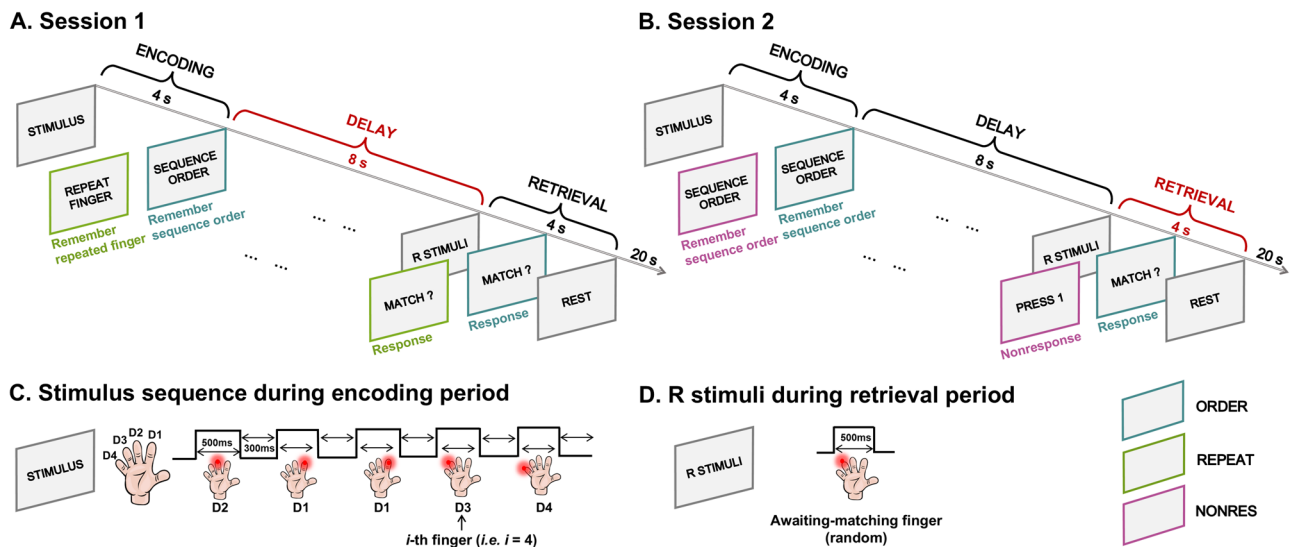 A. Session 1
ENCODING
4 s
DELAY
8 s
RETRIEVAL
4 s
20 s
STIMULUS
REPEAT
FINGER
Remember
repeated finger
SEQUENCE
ORDER
Remember
sequence order
...
... ...
R STIMULI
MATCH ?
Response
MATCH ?
Response
REST
B. Session 2
ENCODING
4 s
DELAY
8 s
RETRIEVAL
4 s
20 s
STIMULUS
SEQUENCE
ORDER
Remember
sequence order
SEQUENCE
ORDER
Remember
sequence order
...
... ...
R STIMULI
PRESS 1
Nonresponse
MATCH ?
Response
REST
C. Stimulus sequence during encoding period
STIMULUS
D4 D3 D2 D1
500ms
300ms
D2 D1 D1 D3 D4
i-th finger (i.e. i = 4)
D. R stimuli during retrieval period
R STIMULI
500ms
Awaiting-matching finger
(random)
ORDER
REPEAT
NONRES